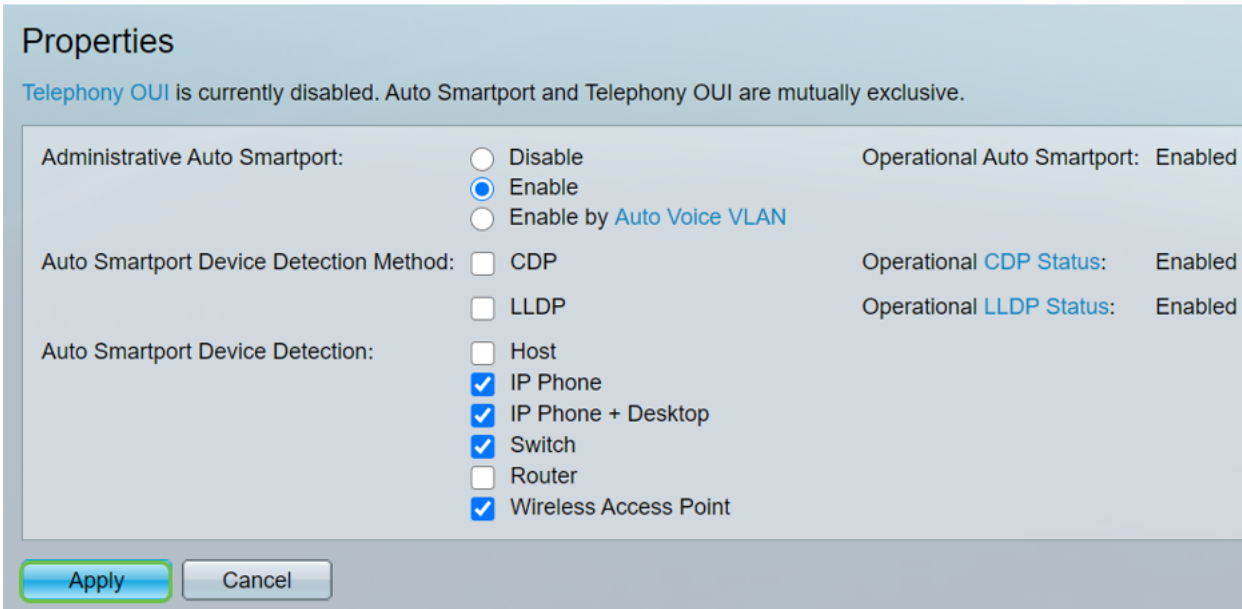 Properties
Telephony OUI is currently disabled. Auto Smartport and Telephony OUI are mutually exclusive.
Administrative Auto Smartport: Disable Operational Auto Smartport: Enabled
Enable
Enable by Auto Voice VLAN
Auto Smartport Device Detection Method: CDP Operational CDP Status: Enabled
LLDP Operational LLDP Status: Enabled
Auto Smartport Device Detection: Host
IP Phone
IP Phone + Desktop
Switch
Router
Wireless Access Point
Apply Cancel